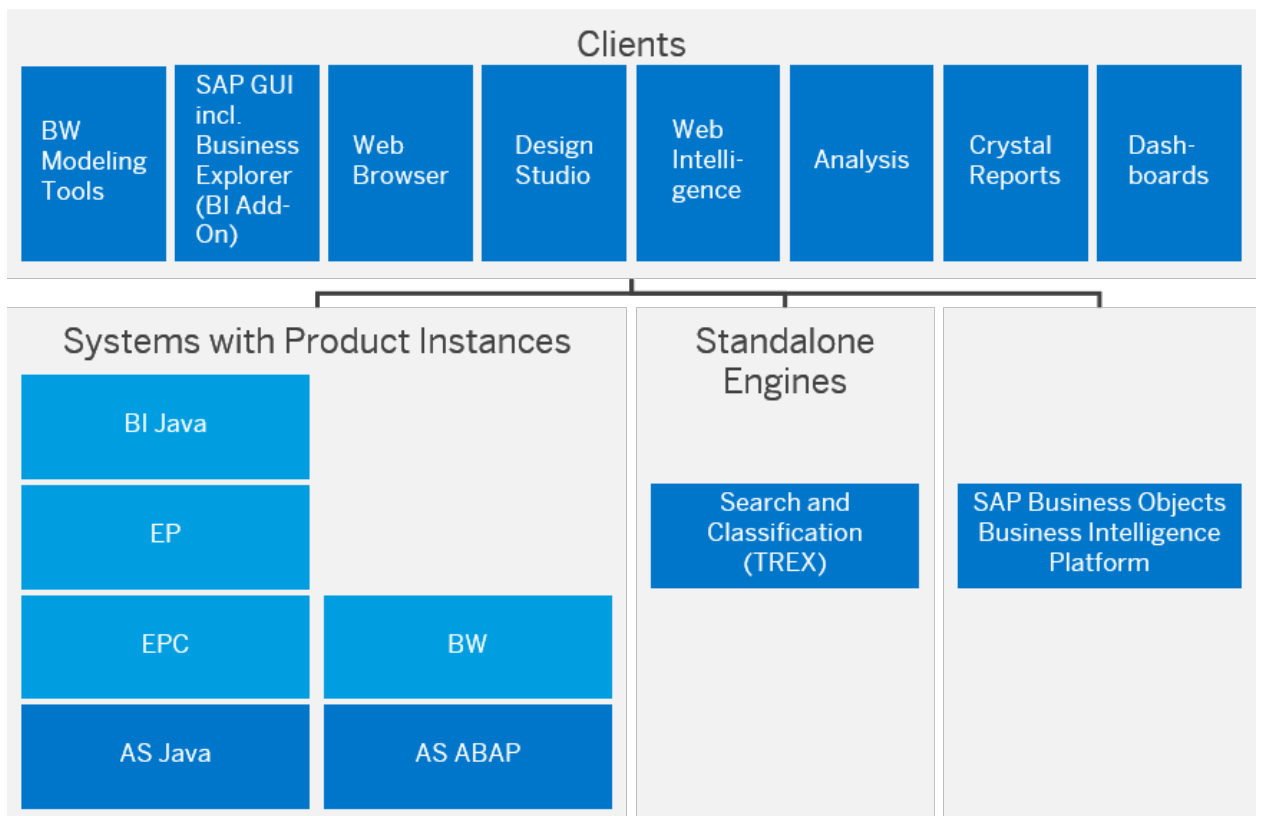 Clients
BW
Modeling
Tools
SAP GUI
incl.
Business
Explorer
(BI Add-
On)
Web
Browser
Design
Studio
Web
Intelli-
gence
Analysis
Crystal
Reports
Dash-
boards
Systems with Product Instances
BI Java
EP
EPC
BW
AS Java
AS ABAP
Standalone
Engines
Search and
Classification
(TREX)
SAP Business Objects
Business Intelligence
Platform